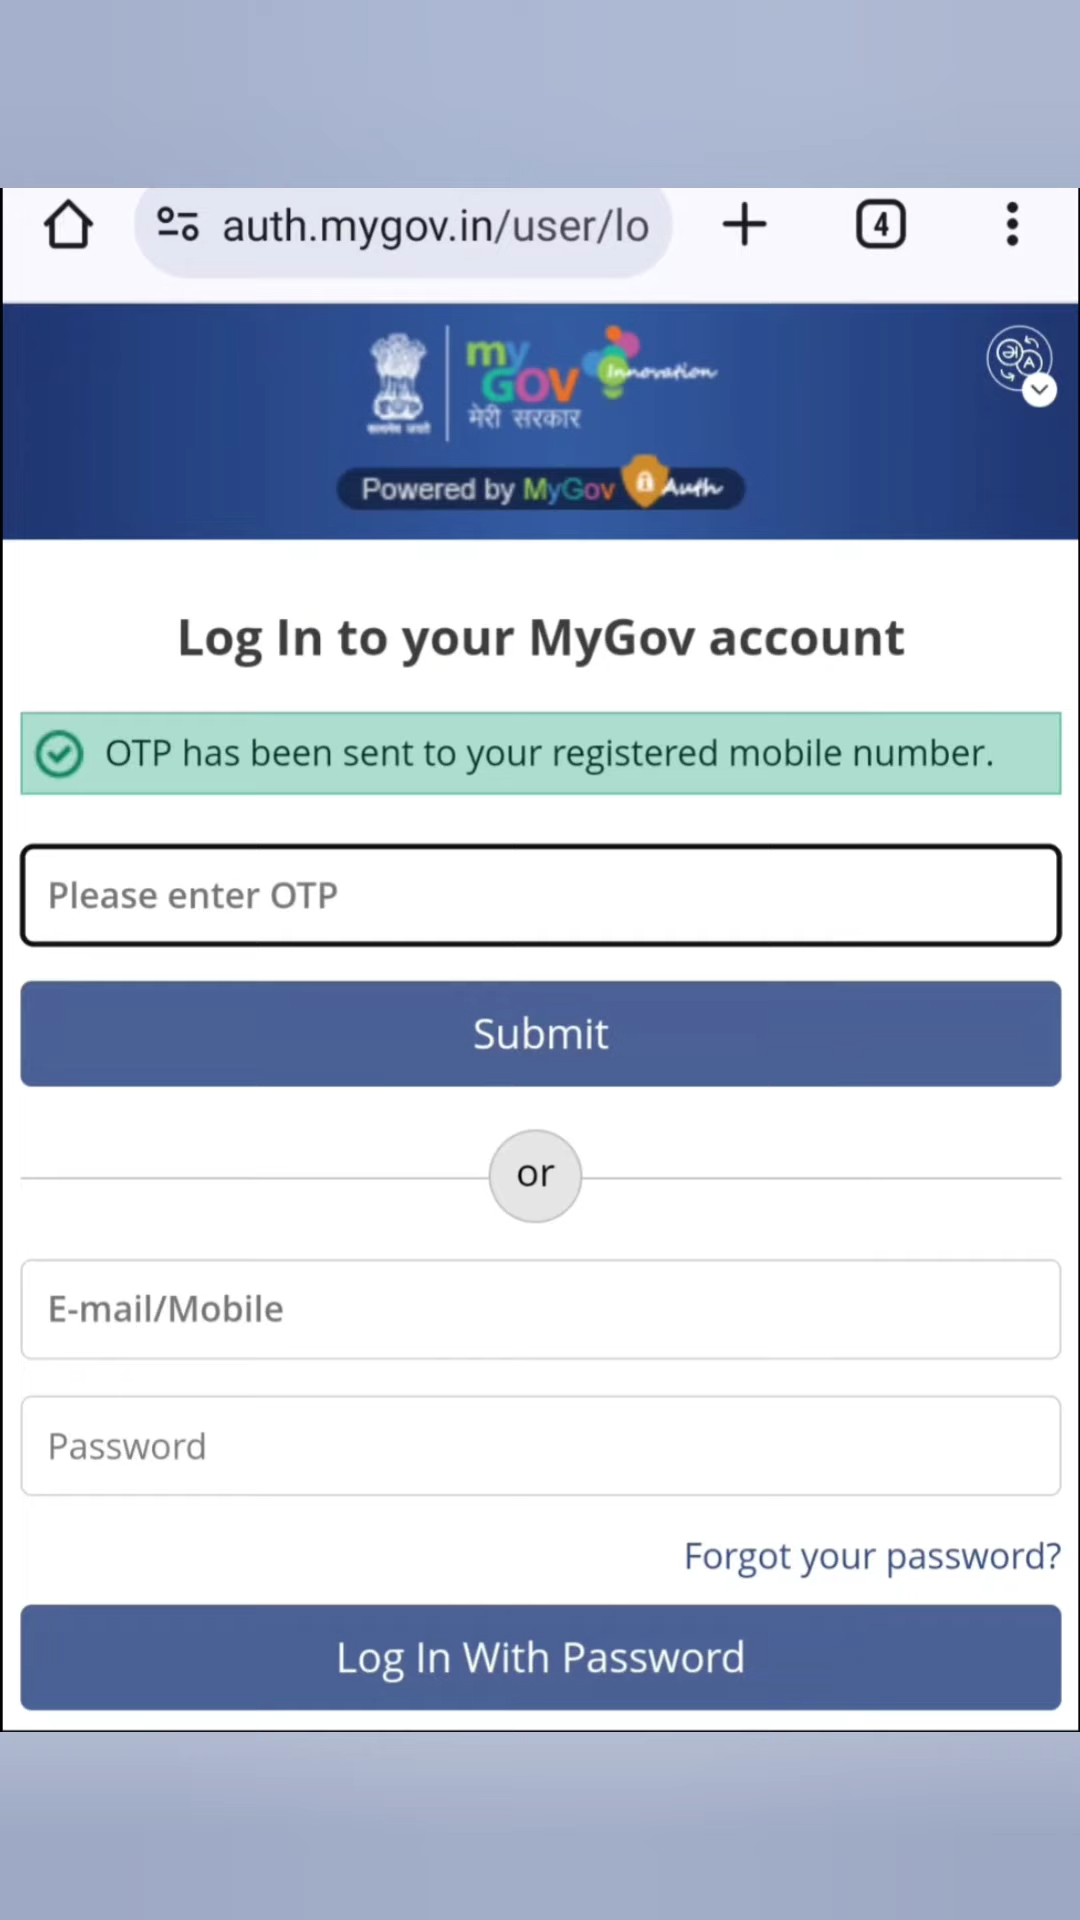 auth.mygov.in/user/lo
4
my
GOV
Innovation
मेरी सरकार
Powered by MyGov Auth
Log In to your MyGov account
OTP has been sent to your registered mobile number.
Please enter OTP
Submit
or
E-mail/Mobile
Password
Forgot your password?
Log In With Password